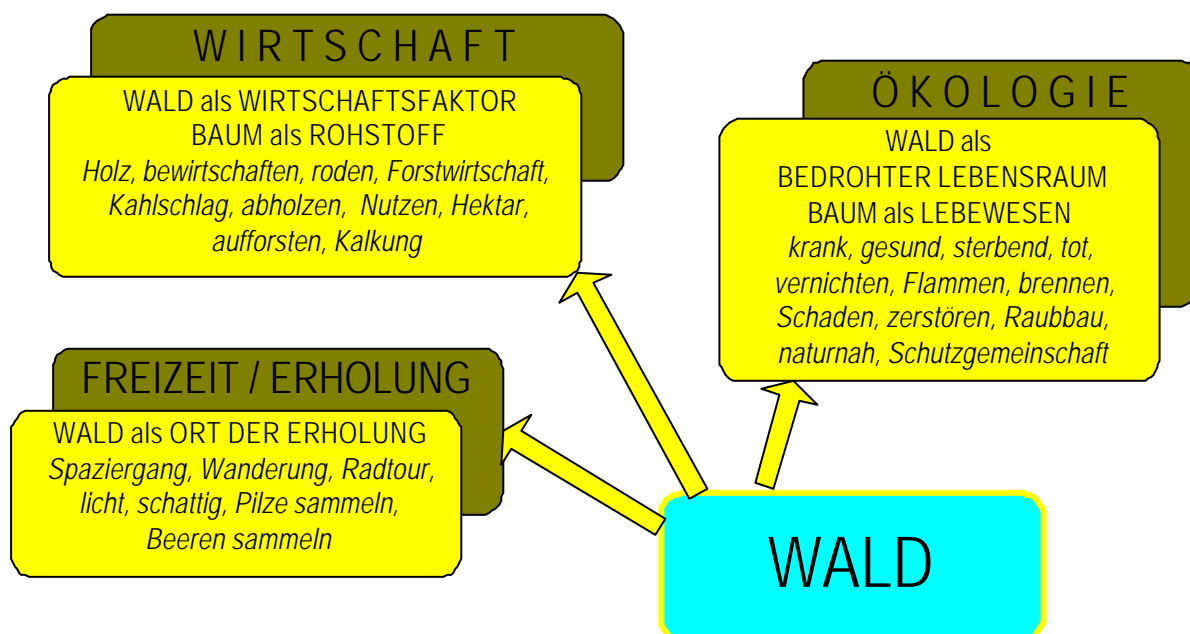 WIRTSCHAFT
WALD als WIRTSCHAFTSFAKTOR
BAUM als ROHSTOFF
Holz, bewirtschaften, roden, Forstwirtschaft,
Kahlschlag, abholzen, Nutzen, Hektar,
aufforsten, Kalkung
ÖKOLOGIE
WALD als
BEDROHTER LEBENSRAUM
BAUM als LEBEWESEN
krank, gesund, sterbend, tot,
vernichten, Flammen, brennen,
Schaden, zerstören, Raubbau,
naturnah, Schutzgemeinschaft
FREIZEIT / ERHOLUNG
WALD als ORT DER ERHOLUNG
Spaziergang, Wanderung, Radtour,
licht, schattig, Pilze sammeln,
Beeren sammeln
WALD